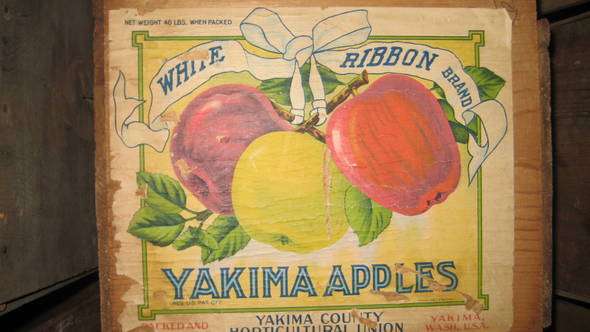 NET WEIGHT 40 LBS. WHEN PACKED
WHITE RIBBON BRAND
YAKIMA APPLES
PACKED AND
YAKIMA COUNTY
HORTICULTURAL UNION
YAKIMA,
WASH. U.S.A.